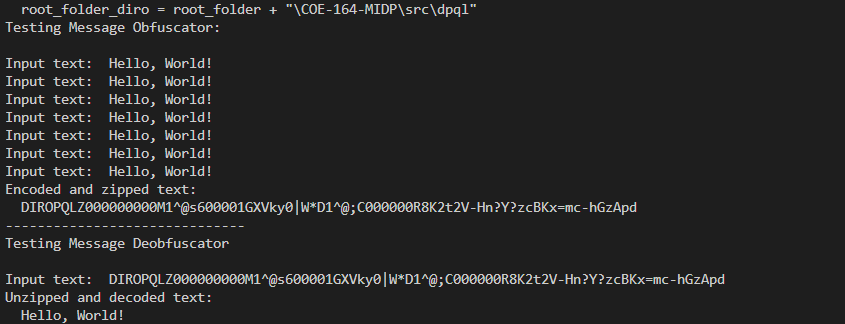 root_folder_diro = root_folder + "\COE-164-MIDP\src\dpql"
Testing Message Obfuscator:
Input text:  Hello, World!
Input text:  Hello, World!
Input text:  Hello, World!
Input text:  Hello, World!
Input text:  Hello, World!
Input text:  Hello, World!
Input text:  Hello, World!
Encoded and zipped text:
DIROPQLZ000000000M1^@s600001GXVky0|W*D1^@;C000000R8K2t2V-Hn?Y?zcBKx=mc-hGzApd
------------------------------
Testing Message Deobfuscator
Input text:  DIROPQLZ000000000M1^@s600001GXVky0|W*D1^@;C000000R8K2t2V-Hn?Y?zcBKx=mc-hGzApd
Unzipped and decoded text:
Hello, World!